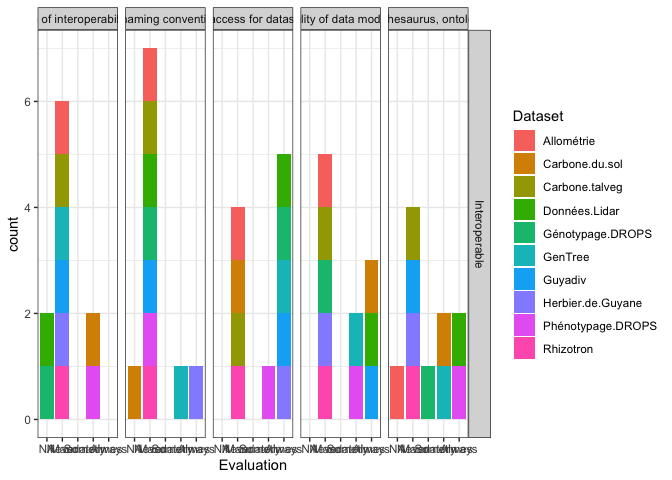 of interoperabil
naming conventi
access for datas
lity of data mod
hesaurus, ontol
Interoperable
count
6
4
2
0
Evaluation
Dataset
Allométrie
Carbone.du.sol
Carbone.talveg
Données.Lidar
Génotypage.DROPS
GenTree
Guyadiv
Herbier.de.Guyane
Phénotypage.DROPS
Rhizotron